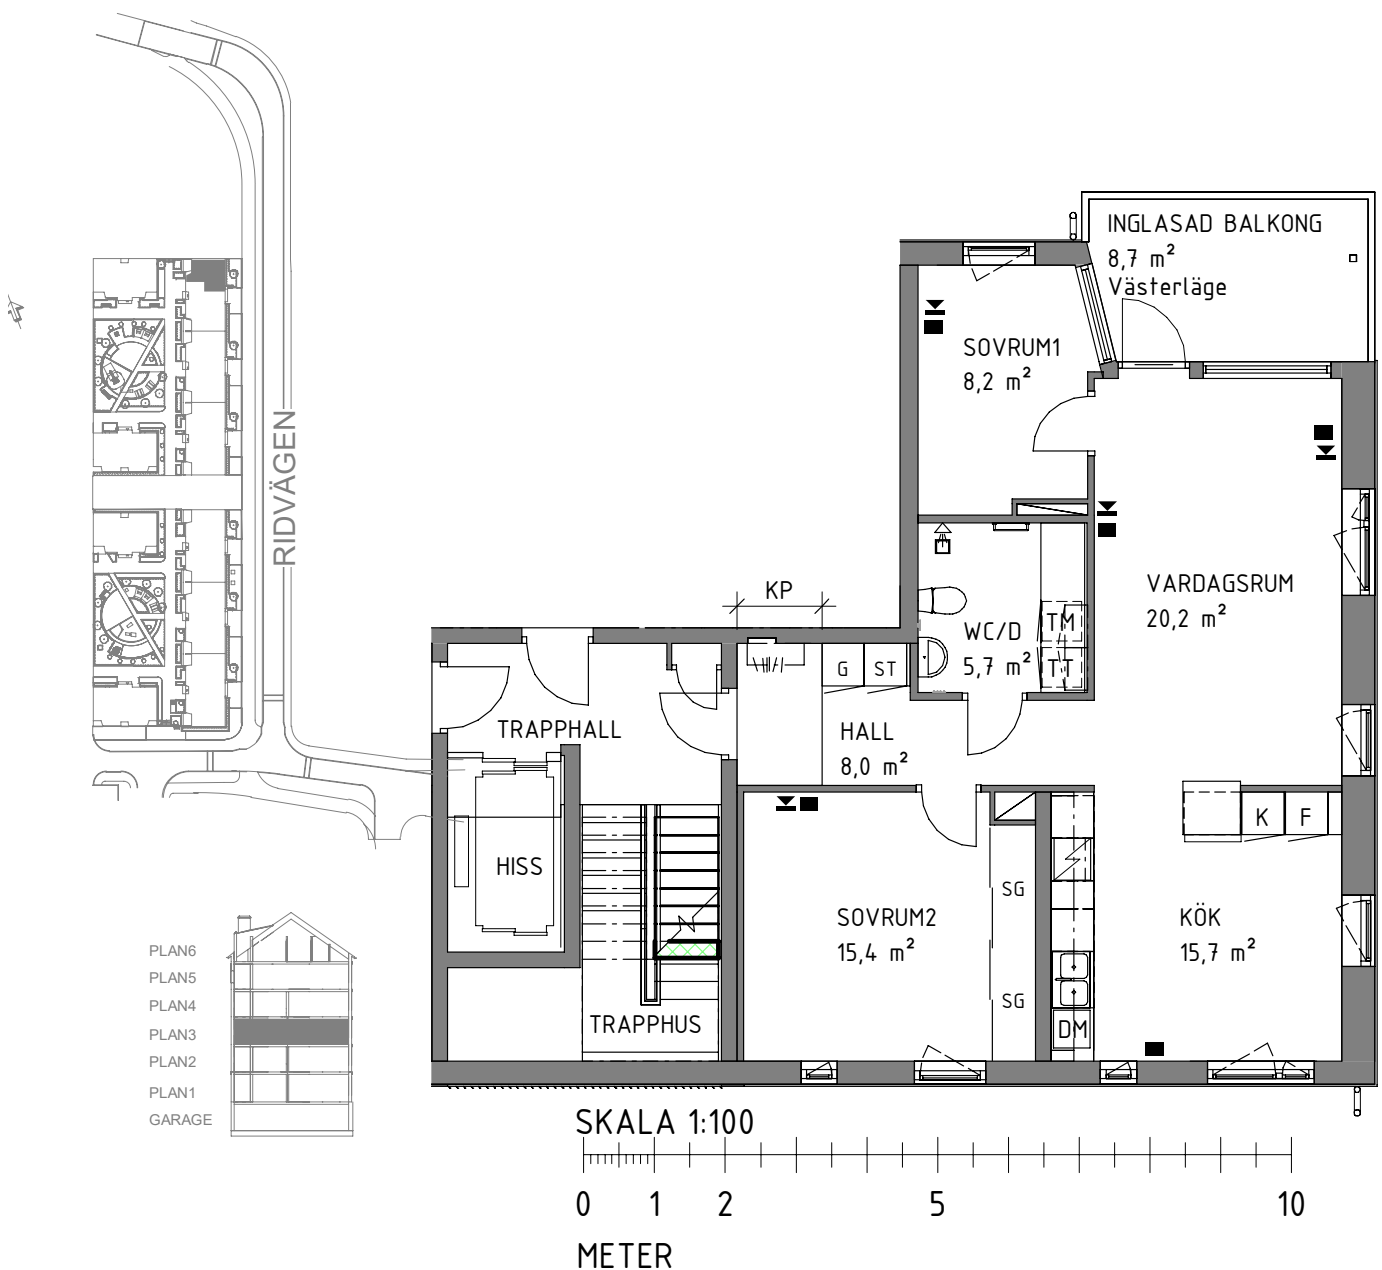 INGLASAD BALKONG
8,7 m²
Västerläge
SOVRUM1
8,2 m²
RIDVÄGEN
VARDAGSRUM
20,2 m²
KP
WC/D
5,7 m²
TM
TT
G
ST
TRAPPHALL
HALL
8,0 m²
HISS
K
F
SG
SOVRUM2
15,4 m²
KÖK
15,7 m²
SG
TRAPPHUS
DM
PLAN6
PLAN5
PLAN4
PLAN3
PLAN2
PLAN1
GARAGE
SKALA 1:100
0 1 2 5 10
METER